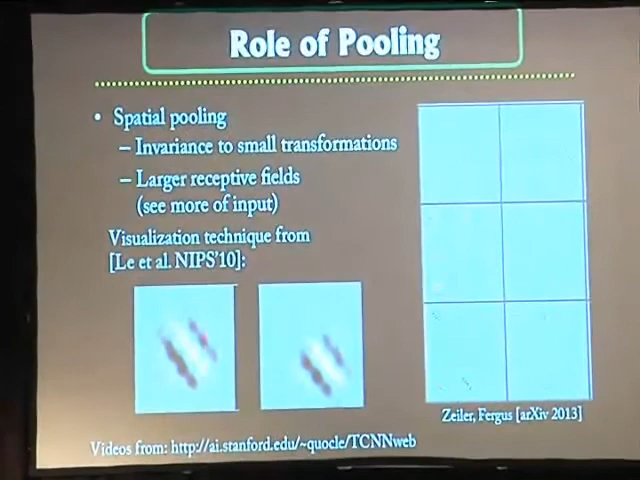 Role of Pooling
• Spatial pooling
– Invariance to small transformations
– Larger receptive fields
(see more of input)
Visualization technique from
[Le et al. NIPS'10]:
Zeiler, Fergus [arXiv 2013]
Videos from: http://ai.stanford.edu/~quocle/TCNNweb